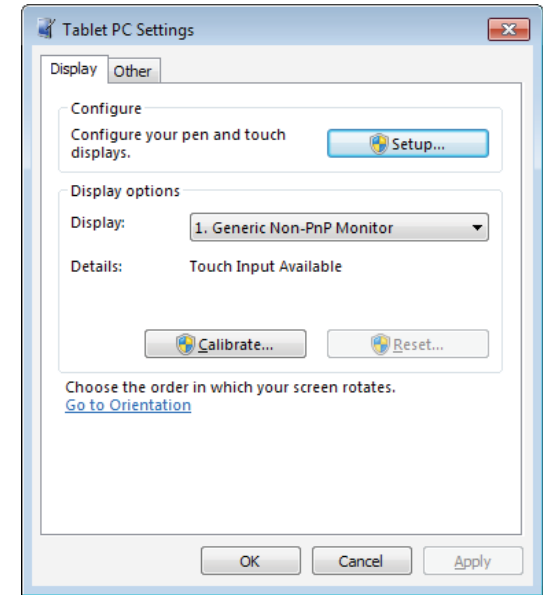 Tablet PC Settings
Display Other
Configure
Configure your pen and touch
displays.
Setup...
Display options
Display: 1. Generic Non-PnP Monitor
Details: Touch Input Available
Calibrate... Reset...
Choose the order in which your screen rotates.
Go to Orientation
OK Cancel Apply